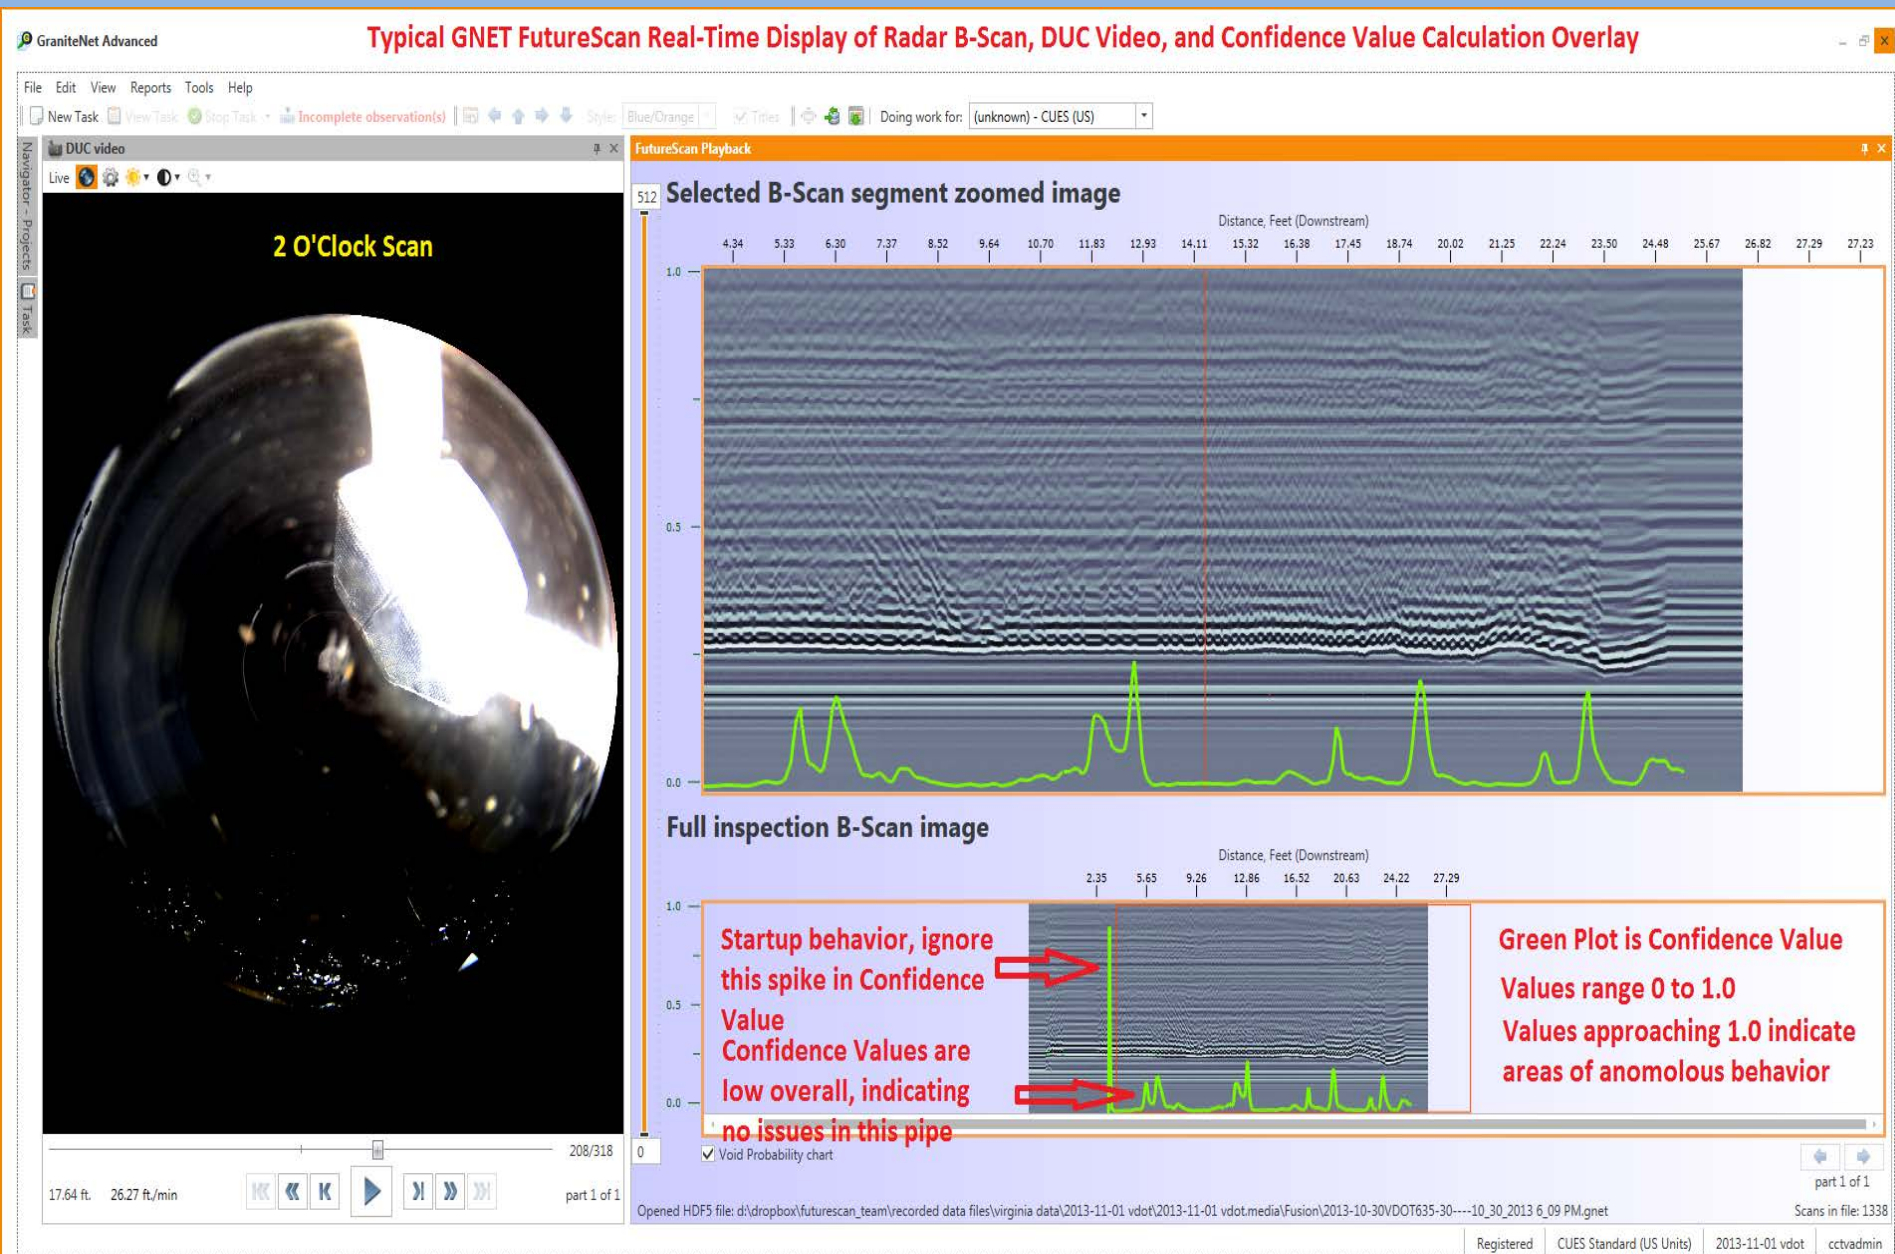 GraniteNet Advanced
Typical GNET FutureScan Real-Time Display of Radar B-Scan, DUC Video, and Confidence Value Calculation Overlay
File Edit View Reports Tools Help
New Task View Task Stop Task Incomplete observation(s) Style: Blue/Orange Titles Doing work for: (unknown) - CUES (US)
Navigator - Projects
Task
DUC video
Live
2 O'Clock Scan
208/318
17.64 ft. 26.27 ft./min
part 1 of 1
FutureScan Playback
512
0
Selected B-Scan segment zoomed image
Distance, Feet (Downstream)
4.34 5.33 6.30 7.37 8.52 9.64 10.70 11.83 12.93 14.11 15.32 16.38 17.45 18.74 20.02 21.25 22.24 23.50 24.48 25.67 26.82 27.29 27.23
1.0
0.5
0.0
Full inspection B-Scan image
Distance, Feet (Downstream)
2.35 5.65 9.26 12.86 16.52 20.63 24.22 27.29
1.0
0.5
0.0
Startup behavior, ignore
this spike in Confidence
Value
Confidence Values are
low overall, indicating
no issues in this pipe
Green Plot is Confidence Value
Values range 0 to 1.0
Values approaching 1.0 indicate
areas of anomolous behavior
Void Probability chart
part 1 of 1
Opened HDF5 file: d:\dropbox\futurescan_team\recorded data files\virginia data\2013-11-01 vdot\2013-11-01 vdot.media\Fusion\2013-10-30VDOT635-30----10_30_2013 6_09 PM.gnet
Scans in file: 1338
Registered CUES Standard (US Units) 2013-11-01 vdot cctvadmin